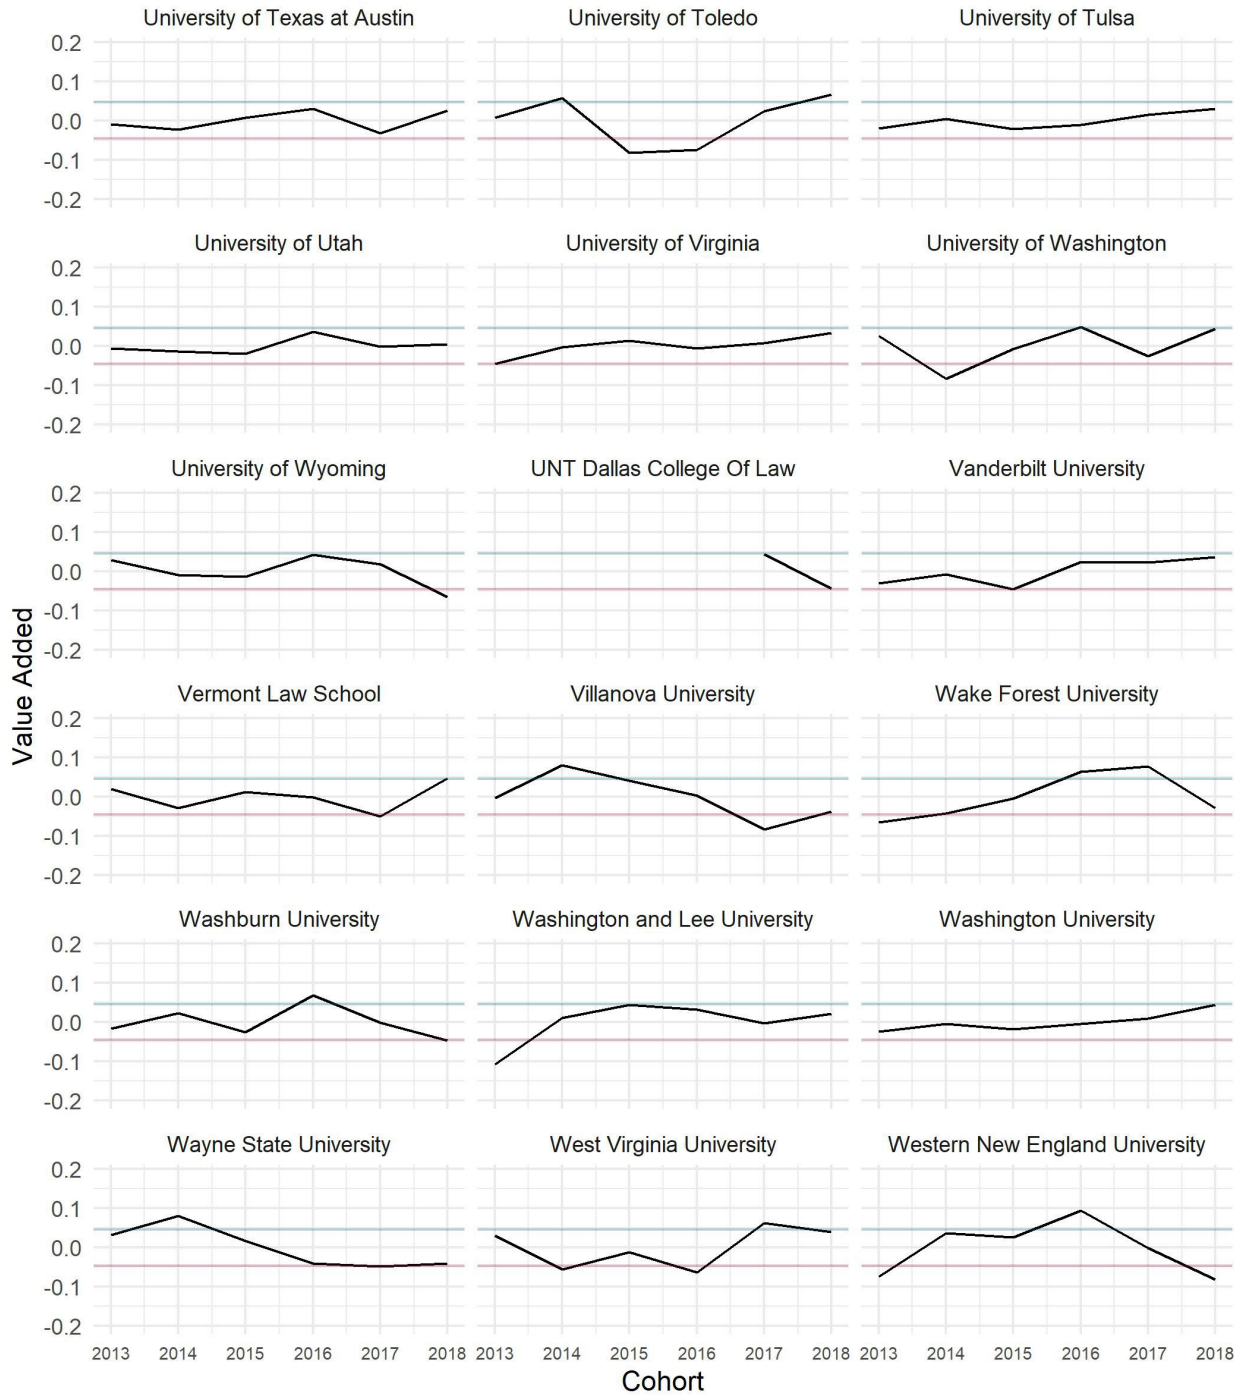 University of Texas at Austin
University of Toledo
University of Tulsa
0.2
0.1
0.0
-0.1
-0.2
University of Utah
University of Virginia
University of Washington
0.2
0.1
0.0
-0.1
-0.2
University of Wyoming
UNT Dallas College Of Law
Vanderbilt University
0.2
0.1
0.0
-0.1
-0.2
Value Added
Vermont Law School
Villanova University
Wake Forest University
0.2
0.1
0.0
-0.1
-0.2
Washburn University
Washington and Lee University
Washington University
0.2
0.1
0.0
-0.1
-0.2
Wayne State University
West Virginia University
Western New England University
0.2
0.1
0.0
-0.1
-0.2
2013 2014 2015 2016 2017 2018
2013 2014 2015 2016 2017 2018
2013 2014 2015 2016 2017 2018
Cohort